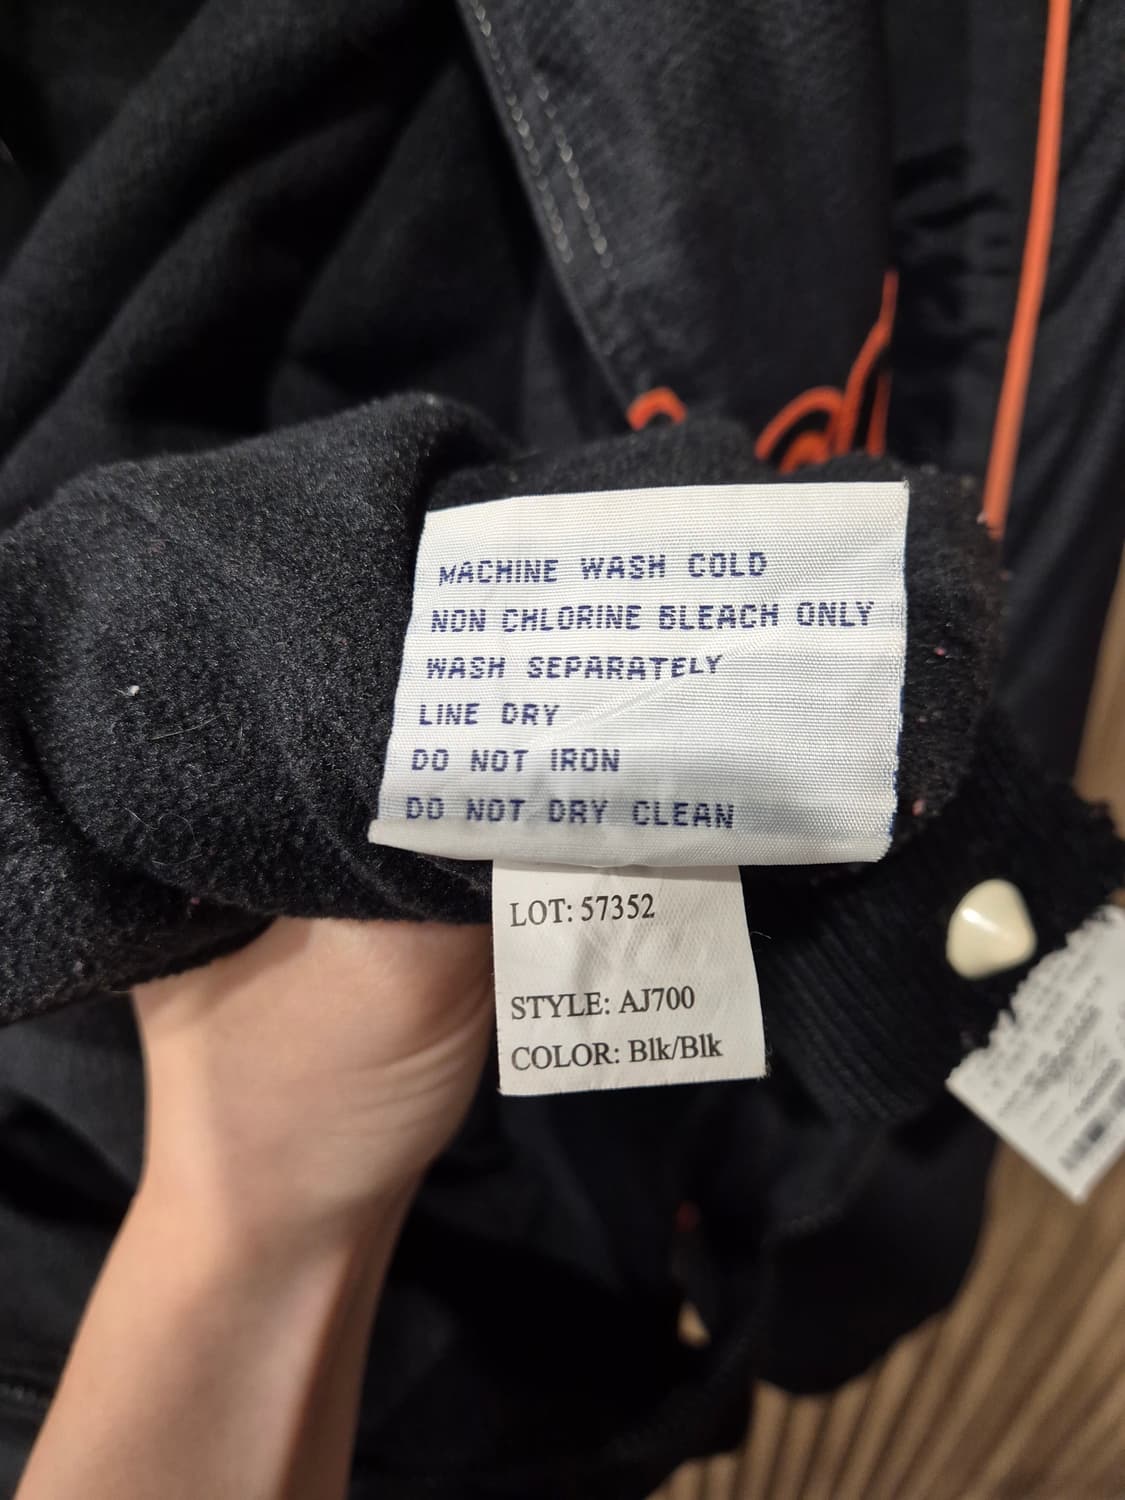 MACHINE WASH COLD
NON CHLORINE BLEACH ONLY
WASH SEPARATELY
LINE DRY
DO NOT IRON
DO NOT DRY CLEAN
LOT: 57352
STYLE: AJ700
COLOR: Blk/Blk